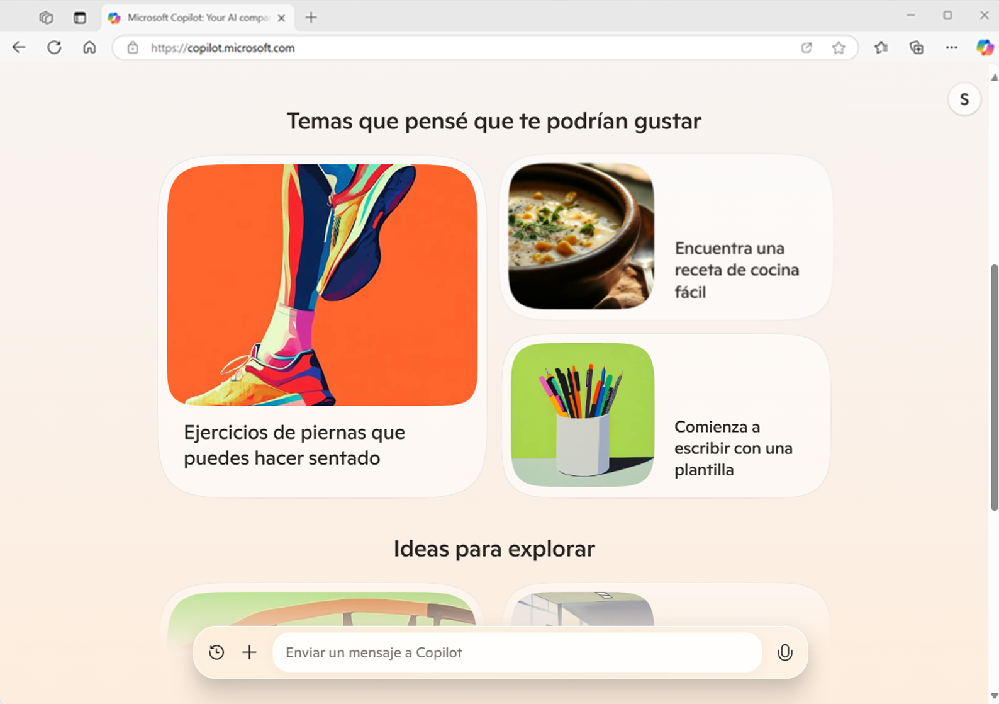 Microsoft Copilot: Your AI compa
https://copilot.microsoft.com
S
Temas que pensé que te podrían gustar
Ejercicios de piernas que
puedes hacer sentado
Encuentra una
receta de cocina
fácil
Comienza a
escribir con una
plantilla
Ideas para explorar
Enviar un mensaje a Copilot